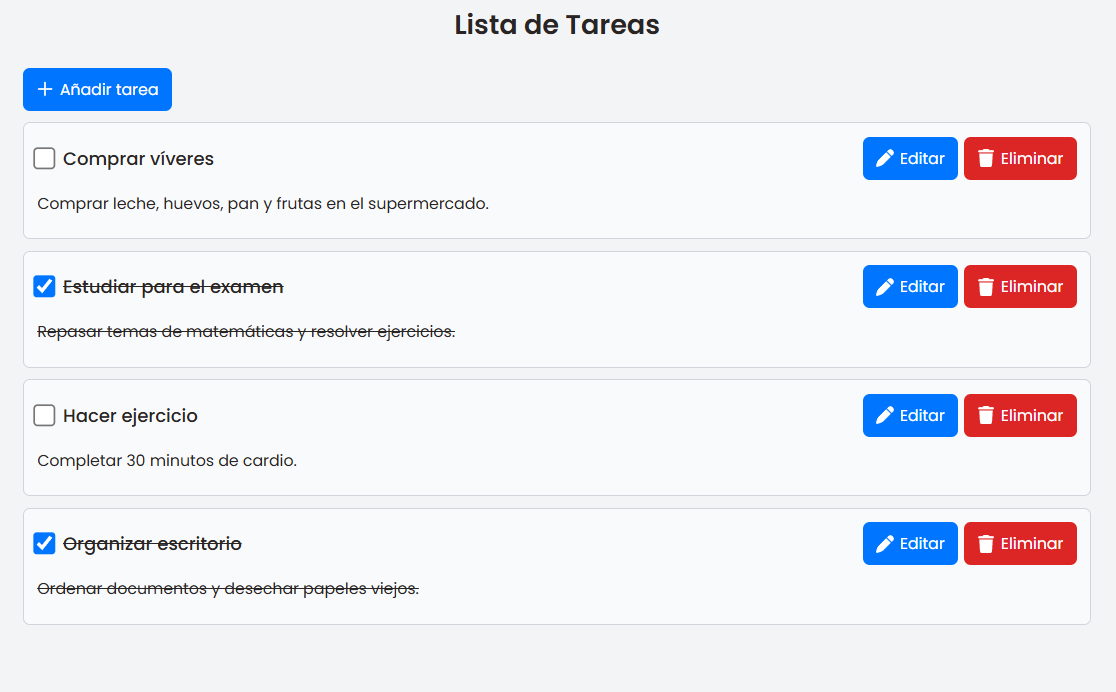 Lista de Tareas
Añadir tarea
Comprar víveres
Editar
Eliminar
Comprar leche, huevos, pan y frutas en el supermercado.
Estudiar para el examen
Editar
Eliminar
Repasar temas de matemáticas y resolver ejercicios.
Hacer ejercicio
Editar
Eliminar
Completar 30 minutos de cardio.
Organizar escritorio
Editar
Eliminar
Ordenar documentos y desechar papeles viejos.